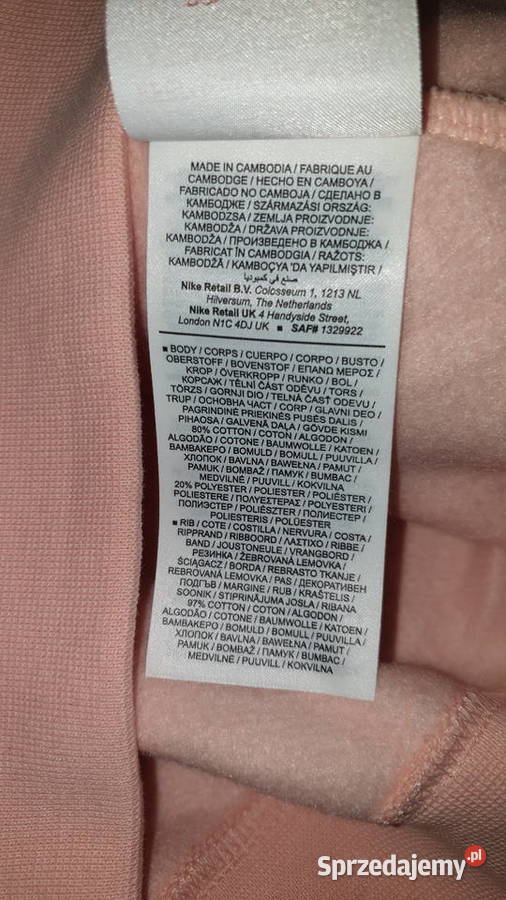 MADE IN CAMBODIA / FABRIQUE AU
CAMBODGE / HECHO EN CAMBOYA /
FABRICADO NO CAMBOJA / СДЕЛАНО В
КАМБОДЖЕ / SZÁRMAZÁSI ORSZÁG:
KAMBODZSA / ZEMLJA PROIZVODNJE:
KAMBODŽA / DRŽAVA PROIZVODNJE:
KAMBODŽA / ПРОИЗВЕДЕНО В КАМБОДЖА /
FABRICAT ÎN CAMBODGIA / RAŽOTS:
KAMBODŽĀ / KAMBOÇYA 'DA YAPILMIŞTIR /
صنع في كمبوديا
Nike Retail B.V. Colosseum 1, 1213 NL
Hilversum, The Netherlands
Nike Retail UK 4 Handyside Street,
London N1C 4DJ UK ■ SAF# 1329922
■ BODY / CORPS / CUERPO / CORPO / BUSTO /
OBERSTOFF / BOVENSTOF / ΕΠΑΝΩ ΜΕΡΟΣ /
KROP / ÖVERKROPP / RUNKO / BOL /
КОРСАЖ / TĚLNÍ ČÁST ODĚVU / TORS /
TÖRZS / GORNJI DIO / TELNÁ ČASŤ ODEVU /
TRUP / ОСНОВНА ЧАСТ / CORP / GLAVNI DEO /
PAGRINDINĖ PRIEKINĖS PUSĖS DALIS /
PIHAOSA / GALVENĀ DAĻA / GÖVDE KISMI
80% COTTON / COTON / ALGODON /
ALGODÃO / COTONE / BAUMWOLLE / KATOEN /
ΒΑΜΒΑΚΕΡΟ / BOMULD / BOMULL / PUUVILLA /
ХЛОПОК / BAVLNA / BAWEŁNA / PAMUT /
PAMUK / BOMBAŽ / ПАМУК / BUMBAC /
MEDVILNĖ / PUUVILL / KOKVILNA
20% POLYESTER / POLIESTER / POLIÉSTER /
POLIESTERE / ΠΟΛΥΕΣΤΕΡΑΣ / POLYESTERI /
ПОЛИЭСТЕР / POLIÉSZTER / ПОЛИЕСТЕР /
POLIESTERIS / POLÜESTER
■ RIB / COTE / COSTILLA / NERVURA / COSTA /
RIPPRAND / RIBBOORD / ΛΑΣΤΙΧΟ / RIBBE /
BAND / JOUSTONEULE / VRANGBORD /
РЕЗИНКА / ŽEBROVANÁ LEMOVKA /
ŚCIĄGACZ / BORDA / REBRASTO TKANJE /
REBROVANÁ LEMOVKA / PAS / ДЕКОРАТИВЕН
ПОДГЪВ / MARGINE / RUB / KRAŠTELIS /
SOONIK / STIPRINĀJUMA JOSLA / RIBANA
97% COTTON / COTON / ALGODON /
ALGODÃO / COTONE / BAUMWOLLE / KATOEN /
ΒΑΜΒΑΚΕΡΟ / BOMULD / BOMULL / PUUVILLA /
ХЛОПОК / BAVLNA / BAWEŁNA / PAMUT /
PAMUK / BOMBAŽ / ПАМУК / BUMBAC /
MEDVILNĖ / PUUVILL / KOKVILNA
Sprzedajemy.pl